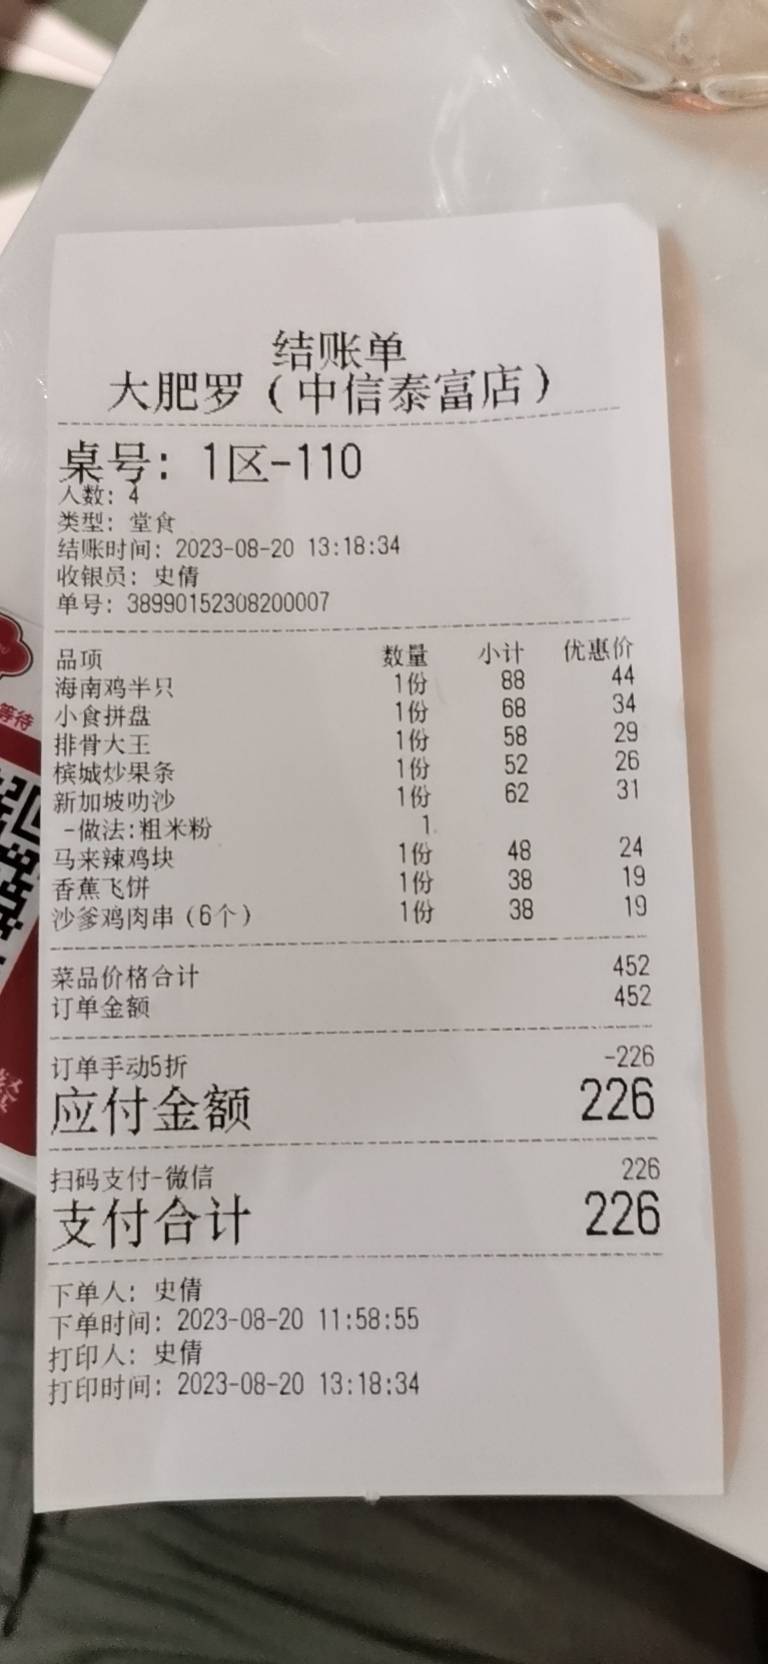 结账单
大肥罗（中信泰富店）
桌号: 1区-110
人数: 4
类型: 堂食
结账时间: 2023-08-20 13:18:34
收银员: 史倩
单号: 38990152308200007
品项 数量 小计 优惠价
海南鸡半只 1份 88 44
小食拼盘 1份 68 34
排骨大王 1份 58 29
槟城炒果条 1份 52 26
新加坡叻沙 1份 62 31
-做法:粗米粉 1
马来辣鸡块 1份 48 24
香蕉飞饼 1份 38 19
沙爹鸡肉串（6个） 1份 38 19
菜品价格合计 452
订单金额 452
订单手动5折 -226
应付金额 226
扫码支付-微信 226
支付合计 226
下单人: 史倩
下单时间: 2023-08-20 11:58:55
打印人: 史倩
打印时间: 2023-08-20 13:18:34
等待